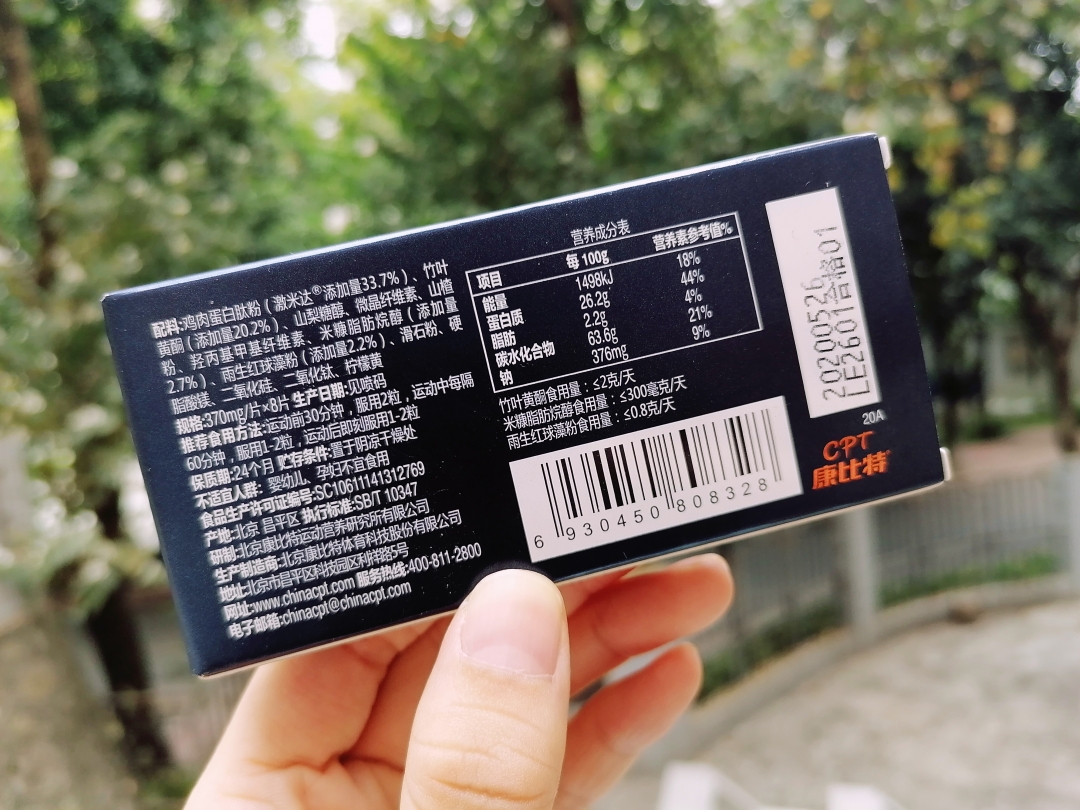 配料:鸡肉蛋白肽粉(激米达®添加量33.7%)、竹叶
黄酮(添加量20.2%)、山梨糖醇、微晶纤维素、山楂
粉、羟丙基甲基纤维素、米糠脂肪烷醇(添加量
2.7%)、雨生红球藻粉(添加量2.2%)、滑石粉、硬
脂酸镁、二氧化硅、二氧化钛、柠檬黄
规格:370mg/片×8片 生产日期:见喷码
推荐食用方法:运动前30分钟,服用2粒,运动中每隔
60分钟,服用1-2粒,运动后即刻服用1-2粒
保质期:24个月 贮存条件:置于阴凉干燥处
不适宜人群:婴幼儿、孕妇不宜食用
食品生产许可证编号:SC10611141312769
产地:北京 昌平区 执行标准:SB/T 10347
研制:北京康比特运动营养研究所有限公司
生产制造商:北京康比特体育科技股份有限公司
地址:北京市昌平区科技园区利祥路5号
网址:www.chinacpt.com 服务热线:400-811-2800
电子邮箱:chinacpt@chinacpt.com
营养成分表
项目 每 100g 营养素参考值%
能量 1498kJ 18%
蛋白质 26.2g 44%
脂肪 2.2g 4%
碳水化合物 63.6g 21%
钠 376mg 9%
竹叶黄酮食用量:≤2克/天
米糠脂肪烷醇食用量:≤300毫克/天
雨生红球藻粉食用量:≤0.8克/天
6 930450 808328
20200526
LE2601合格01
20A
CPT
康比特